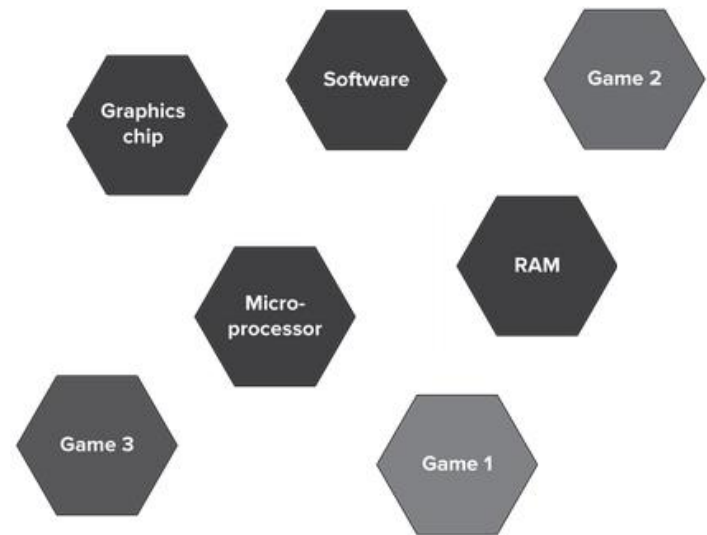 Graphics
chip
Software
Game 2
Micro-
processor
RAM
Game 3
Game 1